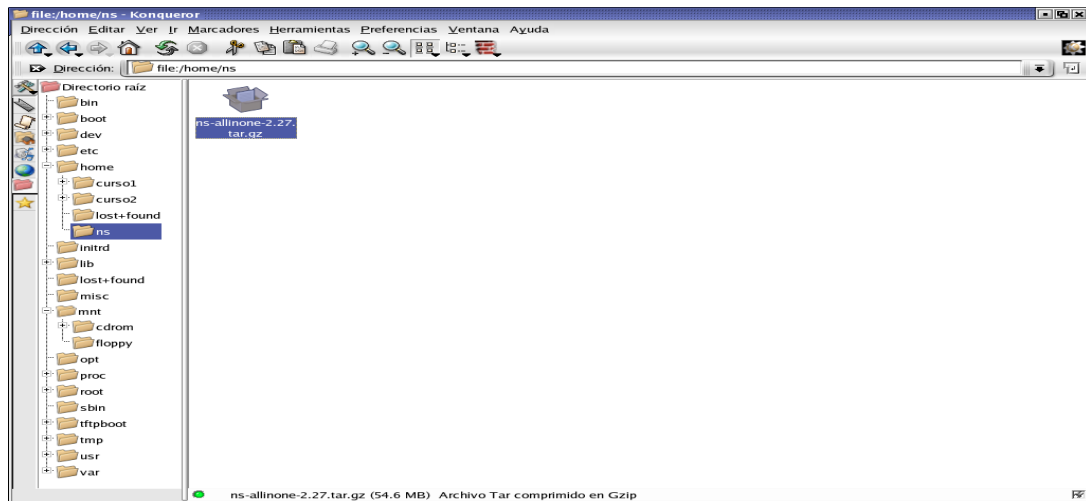 file:/home/ns - Konqueror
Dirección Editar Ver Ir Marcadores Herramientas Preferencias Ventana Ayuda
Dirección: file:/home/ns
Directorio raíz
bin
boot
dev
etc
home
curso1
curso2
lost+found
ns
initrd
lib
lost+found
misc
mnt
cdrom
floppy
opt
proc
root
sbin
tftpboot
tmp
usr
var
ns-allinone-2.27.
tar.gz
ns-allinone-2.27.tar.gz (54.6 MB) Archivo Tar comprimido en Gzip